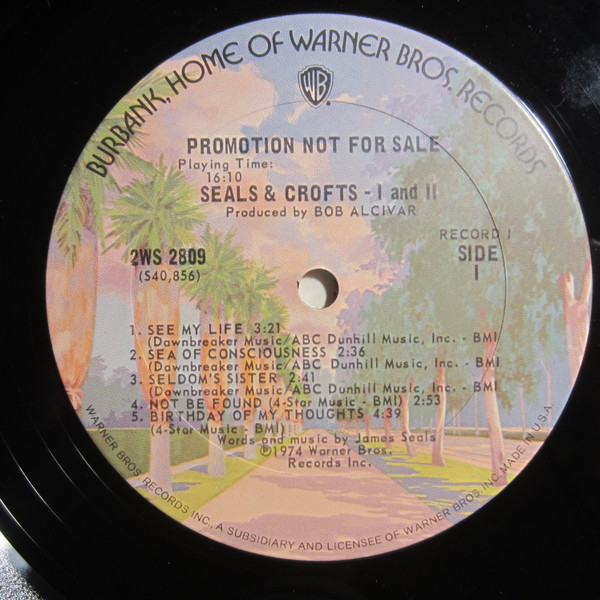 BURBANK, HOME OF WARNER BROS. RECORDS
WB
PROMOTION NOT FOR SALE
Playing Time:
16:10
SEALS & CROFTS - I and II
Produced by BOB ALCIVAR
RECORD I
2WS 2809
SIDE
(S40,856)
I
1. SEE MY LIFE 3:21
(Dawnbreaker Music/ABC Dunhill Music, Inc. - BMI
2. SEA OF CONSCIOUSNESS 2:36
(Dawnbreaker Music/ABC Dunhill Music, Inc. - BMI
3. SELDOM'S SISTER 2:41
(Dawnbreaker Music/ABC Dunhill Music, Inc. - BMI
4. NOT BE FOUND (4-Star Music - BMI) 2:53
5. BIRTHDAY OF MY THOUGHTS 4:39
(4-Star Music - BMI)
Words and music by James Seals
℗1974 Warner Bros.
Records Inc.
WARNER BROS. RECORDS INC., A SUBSIDIARY AND LICENSEE OF WARNER BROS. INC. MADE IN U.S.A.